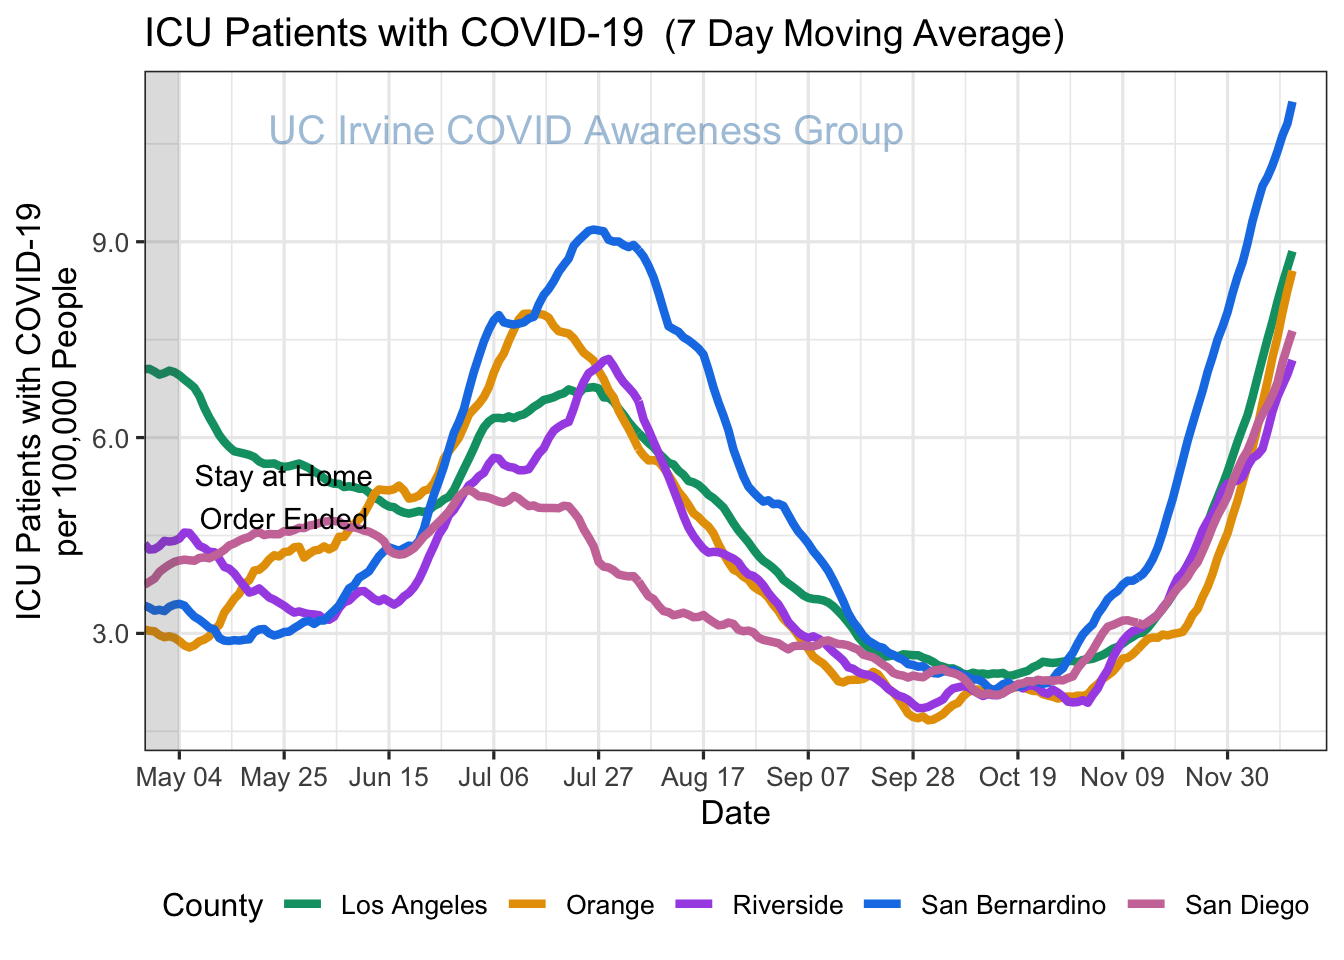 ICU Patients with COVID-19  (7 Day Moving Average)
UC Irvine COVID Awareness Group
ICU Patients with COVID-19
per 100,000 People
9.0
6.0
3.0
Stay at Home
Order Ended
May 04 May 25 Jun 15 Jul 06 Jul 27 Aug 17 Sep 07 Sep 28 Oct 19 Nov 09 Nov 30
Date
County Los Angeles Orange Riverside San Bernardino San Diego